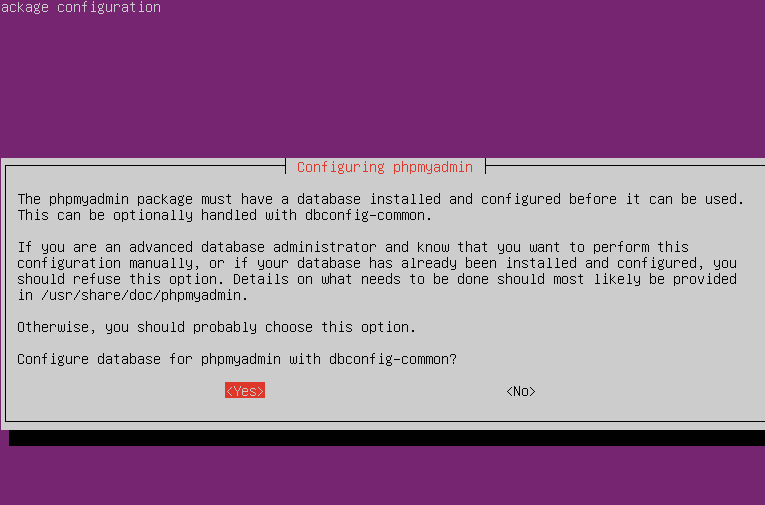 ackage configuration
Configuring phpmyadmin
The phpmyadmin package must have a database installed and configured before it can be used.
This can be optionally handled with dbconfig-common.
If you are an advanced database administrator and know that you want to perform this
configuration manually, or if your database has already been installed and configured, you
should refuse this option. Details on what needs to be done should most likely be provided
in /usr/share/doc/phpmyadmin.
Otherwise, you should probably choose this option.
Configure database for phpmyadmin with dbconfig-common?
<Yes> <No>